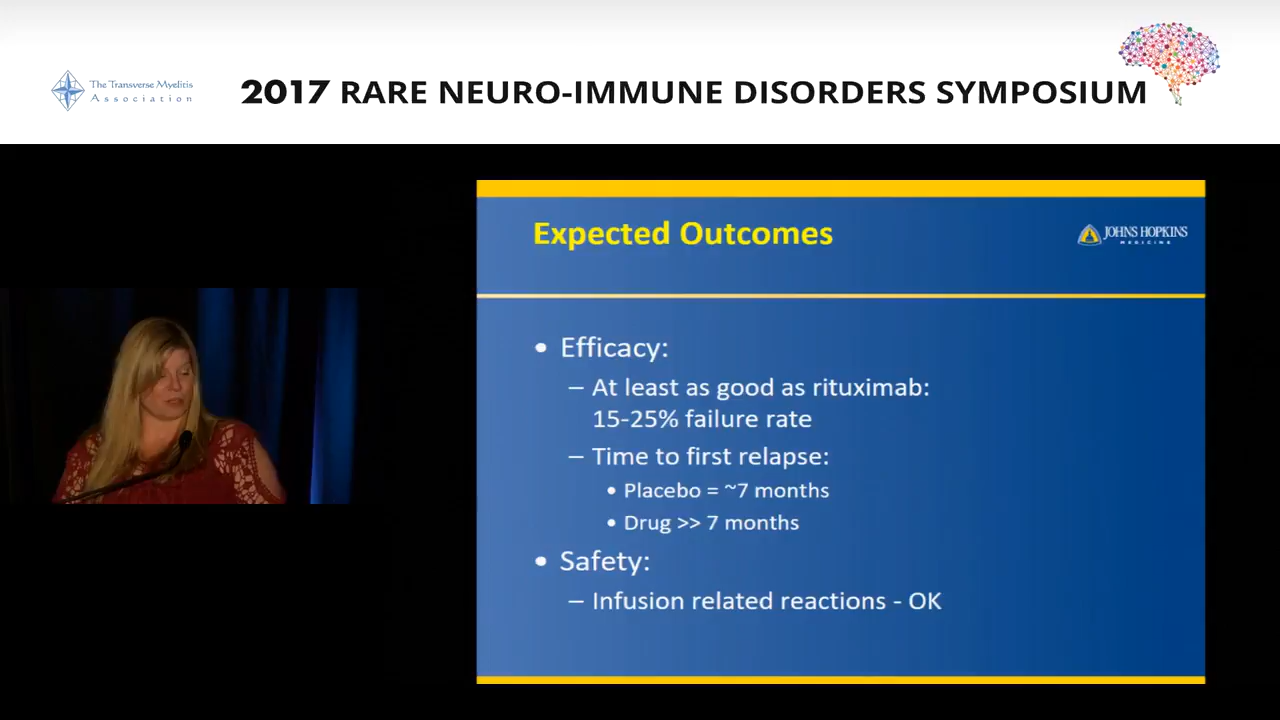 The Transverse Myelitis
Association
2017 RARE NEURO-IMMUNE DISORDERS SYMPOSIUM
Expected Outcomes
JOHNS HOPKINS
MEDICINE
• Efficacy:
– At least as good as rituximab:
15-25% failure rate
– Time to first relapse:
• Placebo = ~7 months
• Drug >> 7 months
• Safety:
– Infusion related reactions - OK